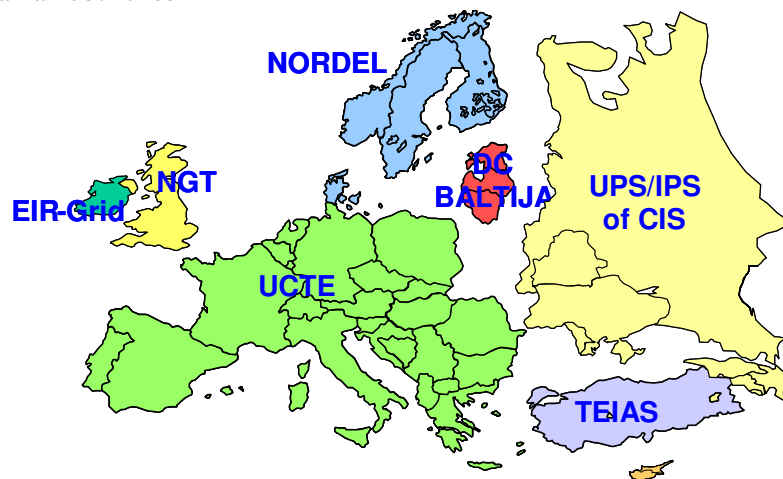 NORDEL
DC
BALTIJA
NGT
EIR-Grid
UPS/IPS
of CIS
UCTE
TEIAS